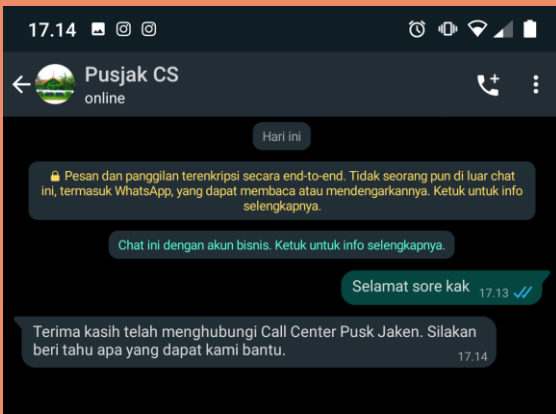 17.14
Pusjak CS
online
Hari ini
Pesan dan panggilan terenkripsi secara end-to-end. Tidak seorang pun di luar chat
ini, termasuk WhatsApp, yang dapat membaca atau mendengarkannya. Ketuk untuk info
selengkapnya.
Chat ini dengan akun bisnis. Ketuk untuk info selengkapnya.
Selamat sore kak 17.13
Terima kasih telah menghubungi Call Center Pusk Jaken. Silakan
beri tahu apa yang dapat kami bantu.
17.14